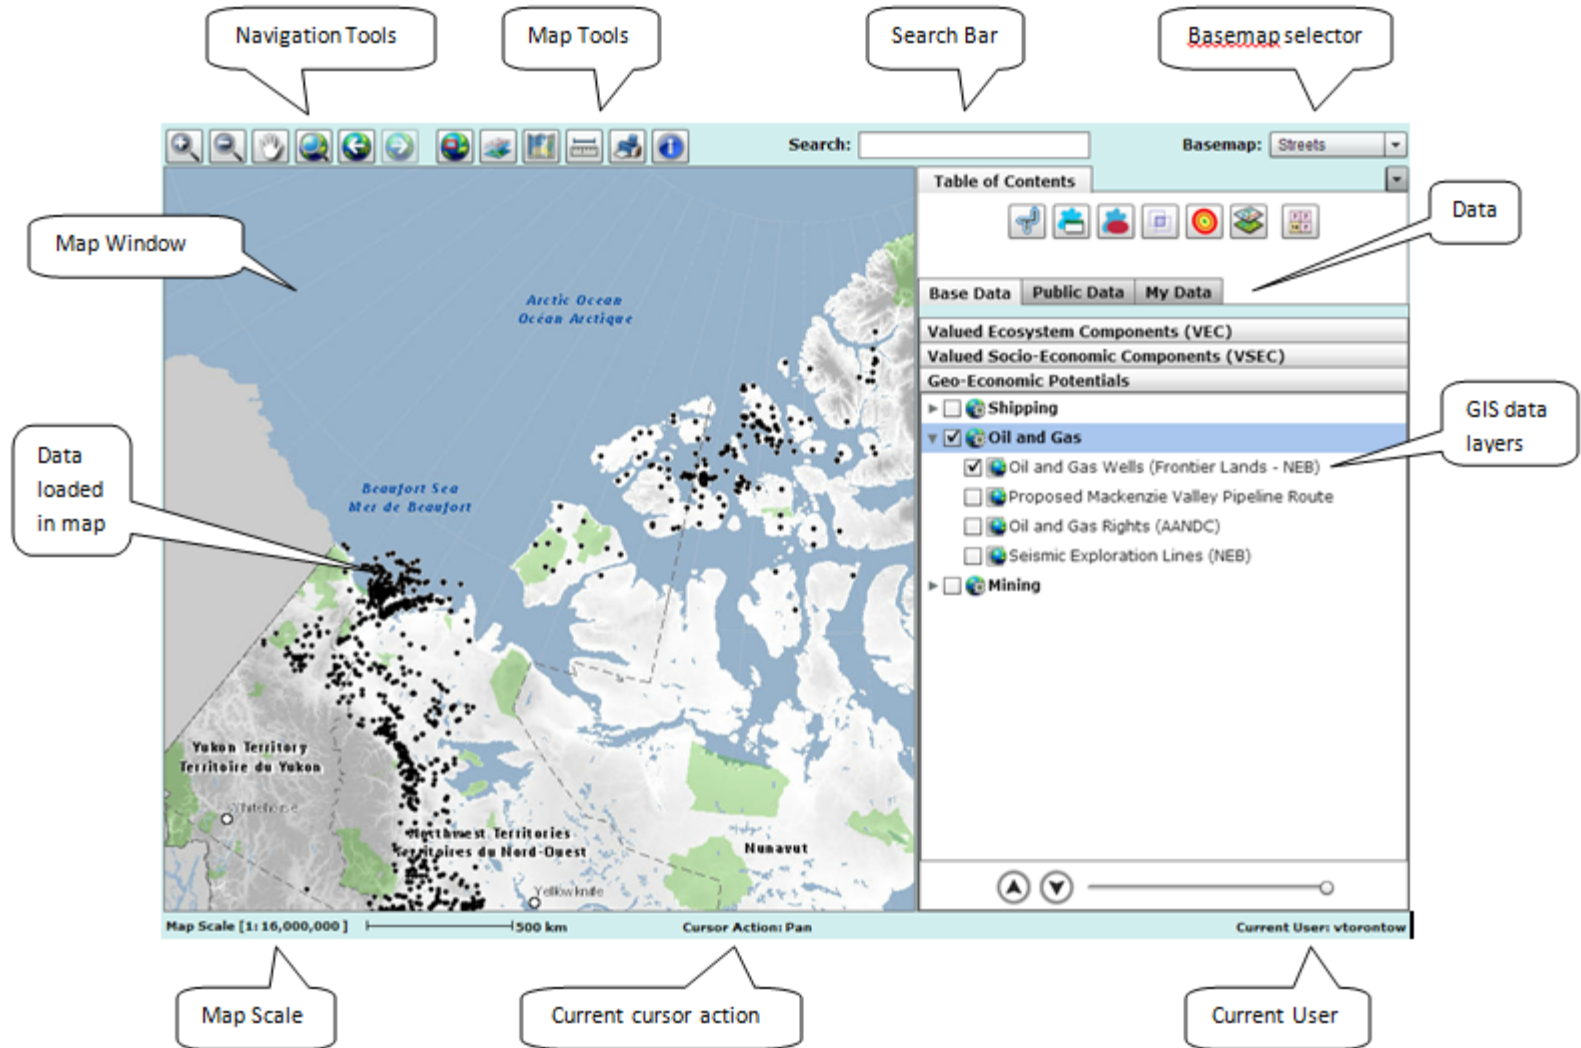 Navigation Tools
Map Tools
Search Bar
Basemap selector
Search:
Basemap: Streets
Table of Contents
Data
Map Window
Base Data Public Data My Data
Arctic Ocean
Océan Arctique
Valued Ecosystem Components (VEC)
Valued Socio-Economic Components (VSEC)
Geo-Economic Potentials
Shipping
Oil and Gas
Oil and Gas Wells (Frontier Lands - NEB)
Proposed Mackenzie Valley Pipeline Route
Oil and Gas Rights (AANDC)
Seismic Exploration Lines (NEB)
Mining
GIS data
layers
Data
loaded
in map
Beaufort Sea
Mer de Beaufort
Yukon Territory
Territoire du Yukon
Whitehorse
Northwest Territories
Territoires du Nord-Ouest
Nunavut
Yellowknife
Map Scale [1:16,000,000 ]
500 km
Cursor Action: Pan
Current User: vtorontow
Map Scale
Current cursor action
Current User